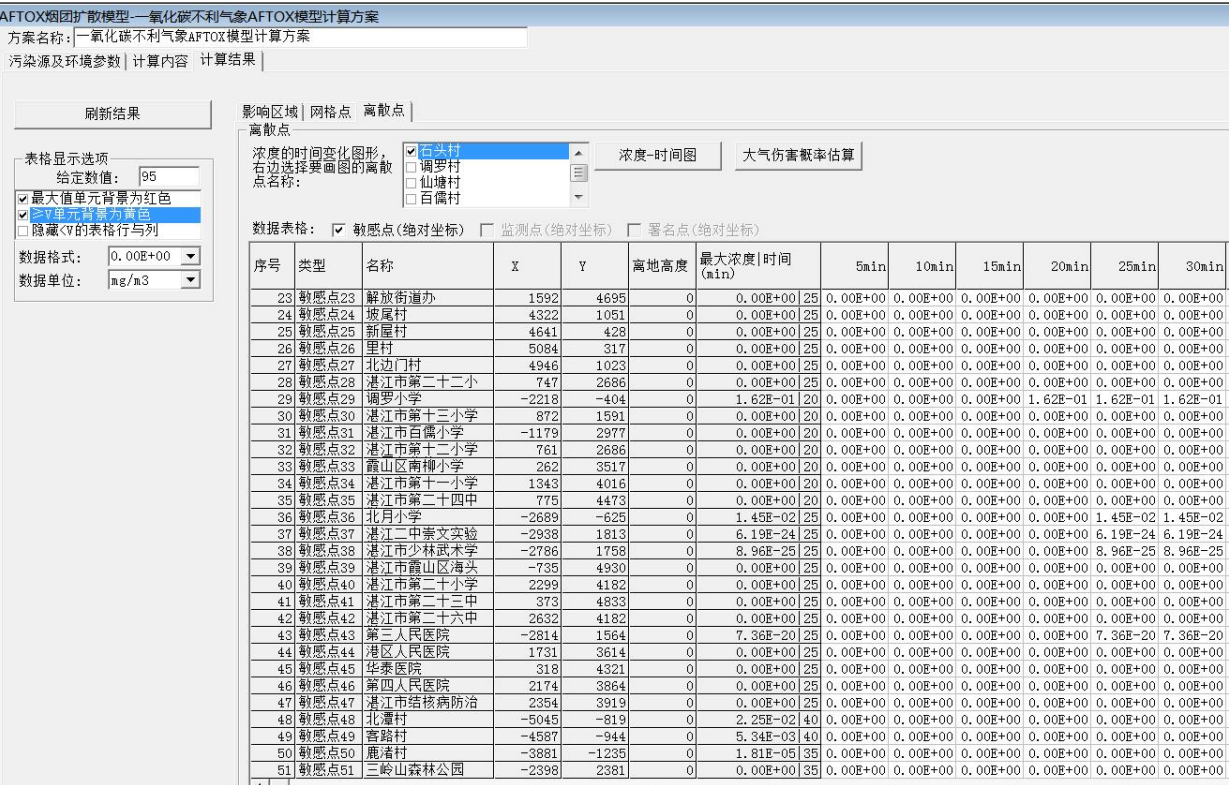 AFTOX烟团扩散模型-一氧化碳不利气象AFTOX模型计算方案
方案名称: 一氧化碳不利气象AFTOX模型计算方案
污染源及环境参数 计算内容 计算结果
刷新结果
表格显示选项
给定数值: 95
最大值单元背景为红色
≥V单元背景为黄色
隐藏<V的表格行与列
数据格式: 0.00E+00
数据单位: mg/m3
影响区域 网格点 离散点
离散点
浓度的时间变化图形,
右边选择要画图的离散
点名称:
石头村
调罗村
仙塘村
百儒村
浓度-时间图 大气伤害概率估算
数据表格: 敏感点(绝对坐标) 监测点(绝对坐标) 署名点(绝对坐标)
序号 类型 名称 X Y 离地高度 最大浓度|时间(min) 5min 10min 15min 20min 25min 30min
23 敏感点23 解放街道办 1592 4695 0 0.00E+00|25 0.00E+00 0.00E+00 0.00E+00 0.00E+00 0.00E+00 0.00E+00
24 敏感点24 坡尾村 4322 1051 0 0.00E+00|25 0.00E+00 0.00E+00 0.00E+00 0.00E+00 0.00E+00 0.00E+00
25 敏感点25 新屋村 4641 428 0 0.00E+00|25 0.00E+00 0.00E+00 0.00E+00 0.00E+00 0.00E+00 0.00E+00
26 敏感点26 里村 5084 317 0 0.00E+00|25 0.00E+00 0.00E+00 0.00E+00 0.00E+00 0.00E+00 0.00E+00
27 敏感点27 北边门村 4946 1023 0 0.00E+00|25 0.00E+00 0.00E+00 0.00E+00 0.00E+00 0.00E+00 0.00E+00
28 敏感点28 湛江市第二十二小 747 2686 0 0.00E+00|25 0.00E+00 0.00E+00 0.00E+00 0.00E+00 0.00E+00 0.00E+00
29 敏感点29 调罗小学 -2218 -404 0 1.62E-01|20 0.00E+00 0.00E+00 0.00E+00 1.62E-01 1.62E-01 1.62E-01
30 敏感点30 湛江市第十三小学 872 1591 0 0.00E+00|20 0.00E+00 0.00E+00 0.00E+00 0.00E+00 0.00E+00 0.00E+00
31 敏感点31 湛江市百儒小学 -1179 2977 0 0.00E+00|20 0.00E+00 0.00E+00 0.00E+00 0.00E+00 0.00E+00 0.00E+00
32 敏感点32 湛江市第十二小学 761 2686 0 0.00E+00|20 0.00E+00 0.00E+00 0.00E+00 0.00E+00 0.00E+00 0.00E+00
33 敏感点33 霞山区南柳小学 262 3517 0 0.00E+00|20 0.00E+00 0.00E+00 0.00E+00 0.00E+00 0.00E+00 0.00E+00
34 敏感点34 湛江市第十一小学 1343 4016 0 0.00E+00|20 0.00E+00 0.00E+00 0.00E+00 0.00E+00 0.00E+00 0.00E+00
35 敏感点35 湛江市第二十四中 775 4473 0 0.00E+00|20 0.00E+00 0.00E+00 0.00E+00 0.00E+00 0.00E+00 0.00E+00
36 敏感点36 北月小学 -2689 -625 0 1.45E-02|25 0.00E+00 0.00E+00 0.00E+00 0.00E+00 1.45E-02 1.45E-02
37 敏感点37 湛江二中崇文实验 -2938 1813 0 6.19E-24|25 0.00E+00 0.00E+00 0.00E+00 0.00E+00 6.19E-24 6.19E-24
38 敏感点38 湛江市少林武术学 -2786 1758 0 8.96E-25|25 0.00E+00 0.00E+00 0.00E+00 0.00E+00 8.96E-25 8.96E-25
39 敏感点39 湛江市霞山区海头 -735 4930 0 0.00E+00|25 0.00E+00 0.00E+00 0.00E+00 0.00E+00 0.00E+00 0.00E+00
40 敏感点40 湛江市第二十小学 2299 4182 0 0.00E+00|25 0.00E+00 0.00E+00 0.00E+00 0.00E+00 0.00E+00 0.00E+00
41 敏感点41 湛江市第二十三中 373 4833 0 0.00E+00|25 0.00E+00 0.00E+00 0.00E+00 0.00E+00 0.00E+00 0.00E+00
42 敏感点42 湛江市第二十六中 2632 4182 0 0.00E+00|25 0.00E+00 0.00E+00 0.00E+00 0.00E+00 0.00E+00 0.00E+00
43 敏感点43 第三人民医院 -2814 1564 0 7.36E-20|25 0.00E+00 0.00E+00 0.00E+00 0.00E+00 7.36E-20 7.36E-20
44 敏感点44 港区人民医院 1731 3614 0 0.00E+00|25 0.00E+00 0.00E+00 0.00E+00 0.00E+00 0.00E+00 0.00E+00
45 敏感点45 华泰医院 318 4321 0 0.00E+00|25 0.00E+00 0.00E+00 0.00E+00 0.00E+00 0.00E+00 0.00E+00
46 敏感点46 第四人民医院 2174 3864 0 0.00E+00|25 0.00E+00 0.00E+00 0.00E+00 0.00E+00 0.00E+00 0.00E+00
47 敏感点47 湛江市结核病防治 2354 3919 0 0.00E+00|25 0.00E+00 0.00E+00 0.00E+00 0.00E+00 0.00E+00 0.00E+00
48 敏感点48 北潭村 -5045 -819 0 2.25E-02|40 0.00E+00 0.00E+00 0.00E+00 0.00E+00 0.00E+00 0.00E+00
49 敏感点49 客路村 -4587 -944 0 5.34E-03|40 0.00E+00 0.00E+00 0.00E+00 0.00E+00 0.00E+00 0.00E+00
50 敏感点50 鹿渚村 -3881 -1235 0 1.81E-05|35 0.00E+00 0.00E+00 0.00E+00 0.00E+00 0.00E+00 0.00E+00
51 敏感点51 三岭山森林公园 -2398 2381 0 0.00E+00|35 0.00E+00 0.00E+00 0.00E+00 0.00E+00 0.00E+00 0.00E+00